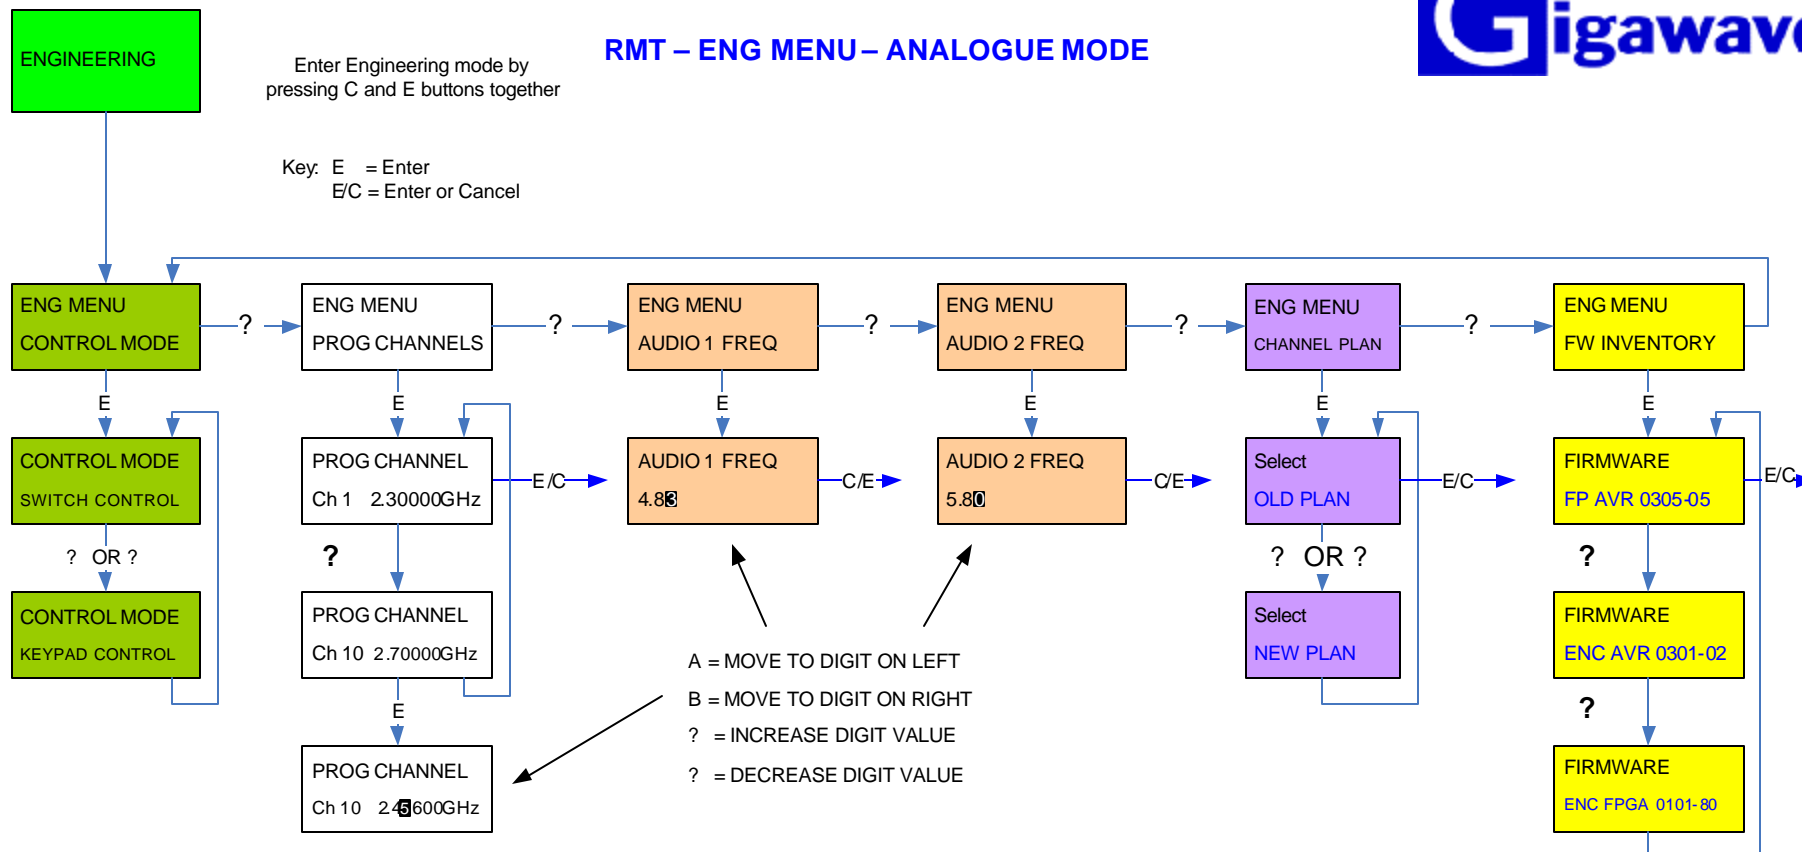 Gigawave
ENGINEERING
Enter Engineering mode by
pressing C and E buttons together
RMT – ENG MENU – ANALOGUE MODE
Key: E = Enter
E/C = Enter or Cancel
ENG MENU
CONTROL MODE
?
ENG MENU
PROG CHANNELS
?
ENG MENU
AUDIO 1 FREQ
?
ENG MENU
AUDIO 2 FREQ
?
ENG MENU
CHANNEL PLAN
?
ENG MENU
FW INVENTORY
E
E
E
E
E
E
CONTROL MODE
SWITCH CONTROL
PROG CHANNEL
Ch 1 2.30000GHz
E/C
AUDIO 1 FREQ
4.83
C/E
AUDIO 2 FREQ
5.80
C/E
Select
OLD PLAN
E/C
FIRMWARE
FP AVR 0305-05
E/C
? OR ?
?
? OR ?
?
CONTROL MODE
KEYPAD CONTROL
PROG CHANNEL
Ch 10 2.70000GHz
Select
NEW PLAN
FIRMWARE
ENC AVR 0301-02
A = MOVE TO DIGIT ON LEFT
B = MOVE TO DIGIT ON RIGHT
? = INCREASE DIGIT VALUE
? = DECREASE DIGIT VALUE
E
?
PROG CHANNEL
Ch 10 2.45600GHz
FIRMWARE
ENC FPGA 0101-80